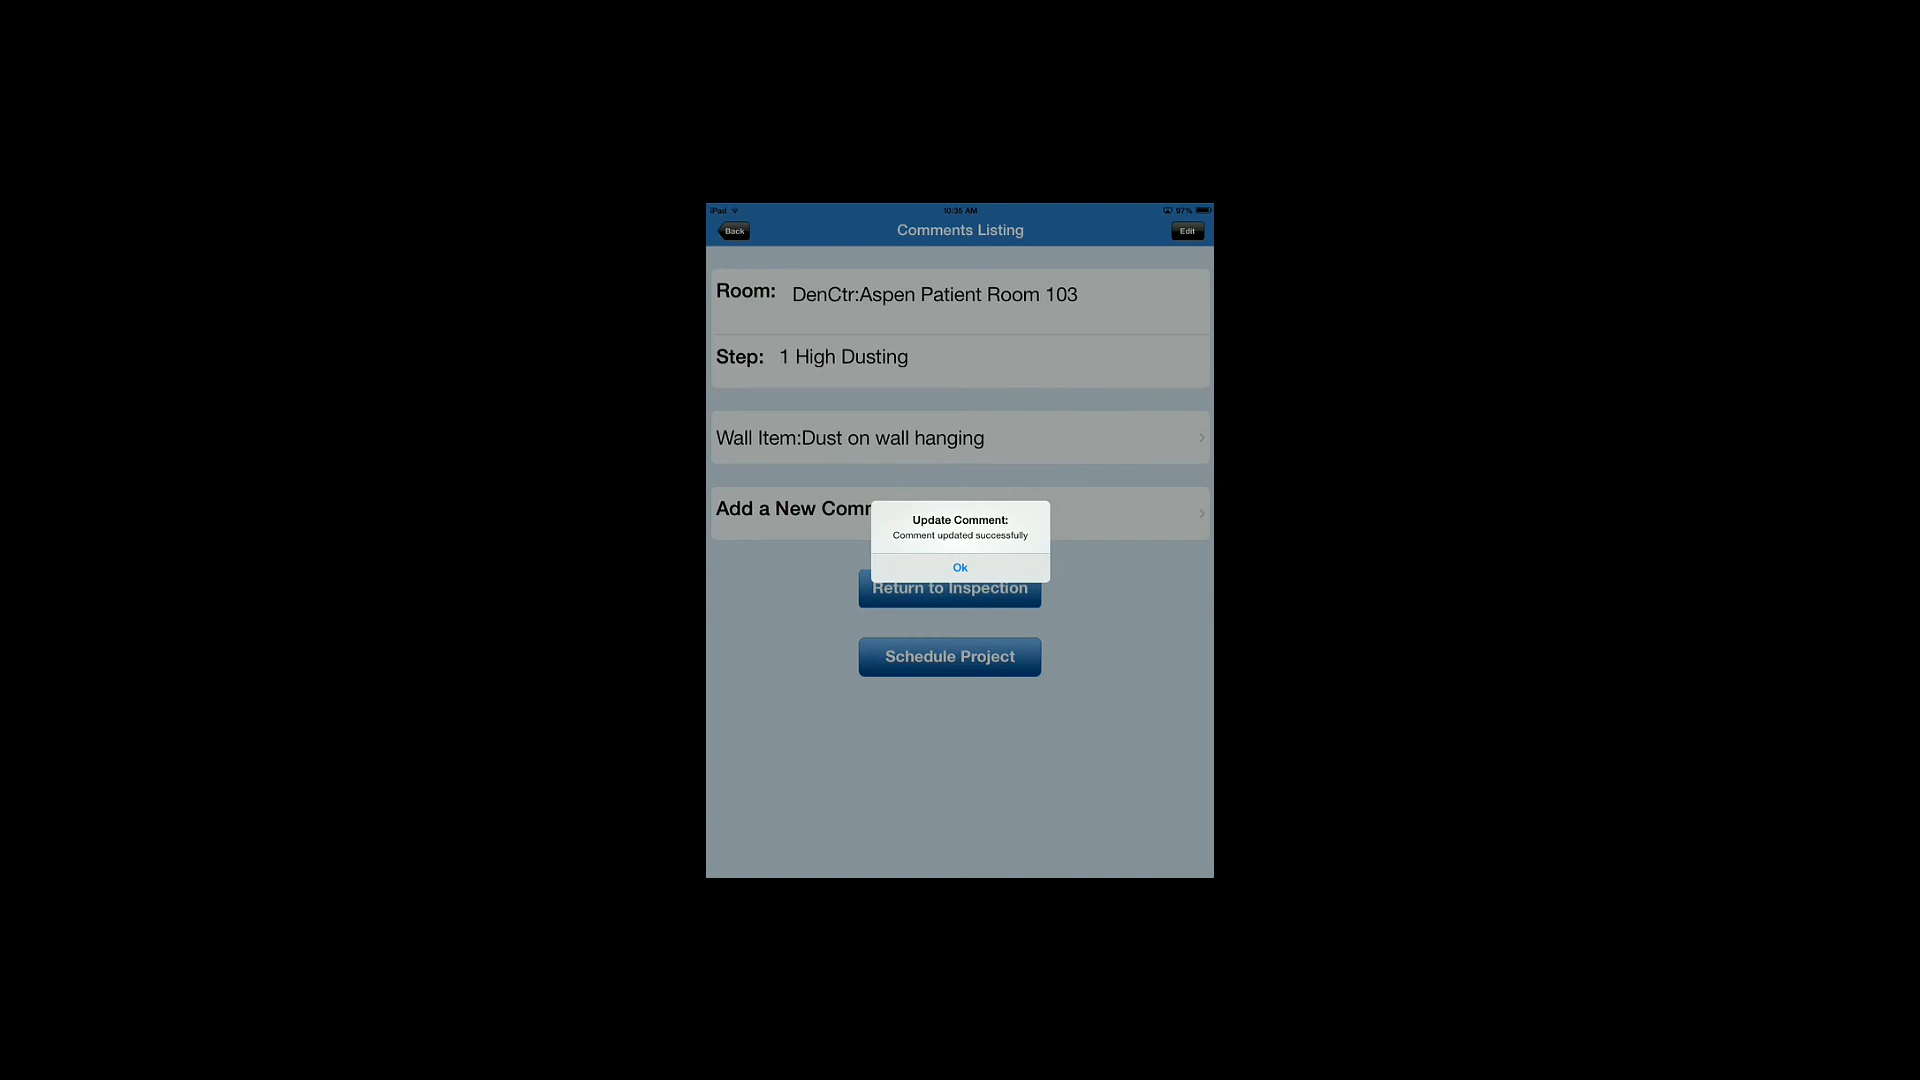 iPad 10:35 AM 97%
Back Comments Listing Edit
Room: DenCtr:Aspen Patient Room 103
Step: 1 High Dusting
Wall Item:Dust on wall hanging
Add a New Comm
Update Comment:
Comment updated successfully
Ok
Return to Inspection
Schedule Project